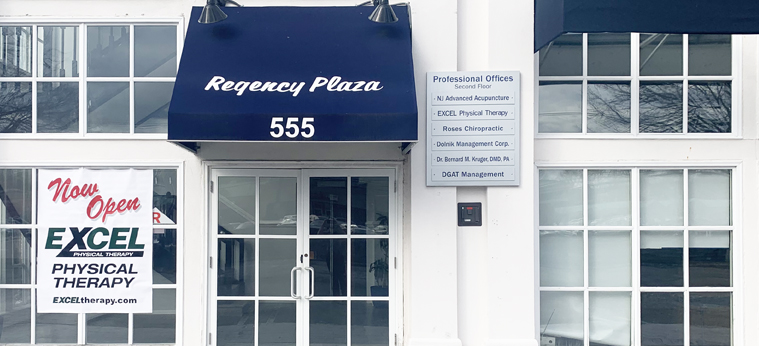 Regency Plaza
555
Professional Offices
Second Floor
· NJ Advanced Acupuncture ·
· EXCEL Physical Therapy ·
· Roses Chiropractic ·
· Dolnik Management Corp. ·
· Dr. Bernard M. Kruger, DMD, PA ·
· DGAT Management ·
Now
Open
EXCEL
PHYSICAL THERAPY
PHYSICAL
THERAPY
EXCELtherapy.com
R